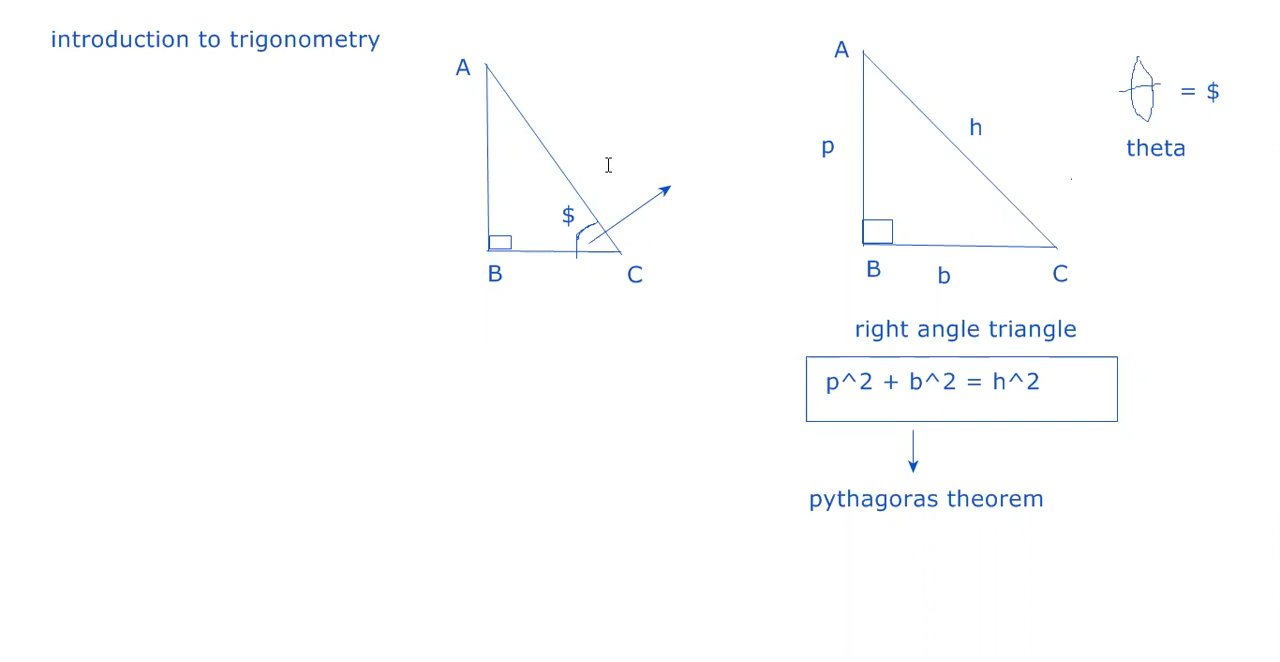 introduction to trigonometry
A
$
B
C
A
h
p
B
b
C
θ = $
theta
right angle triangle
p^2 + b^2 = h^2
pythagoras theorem